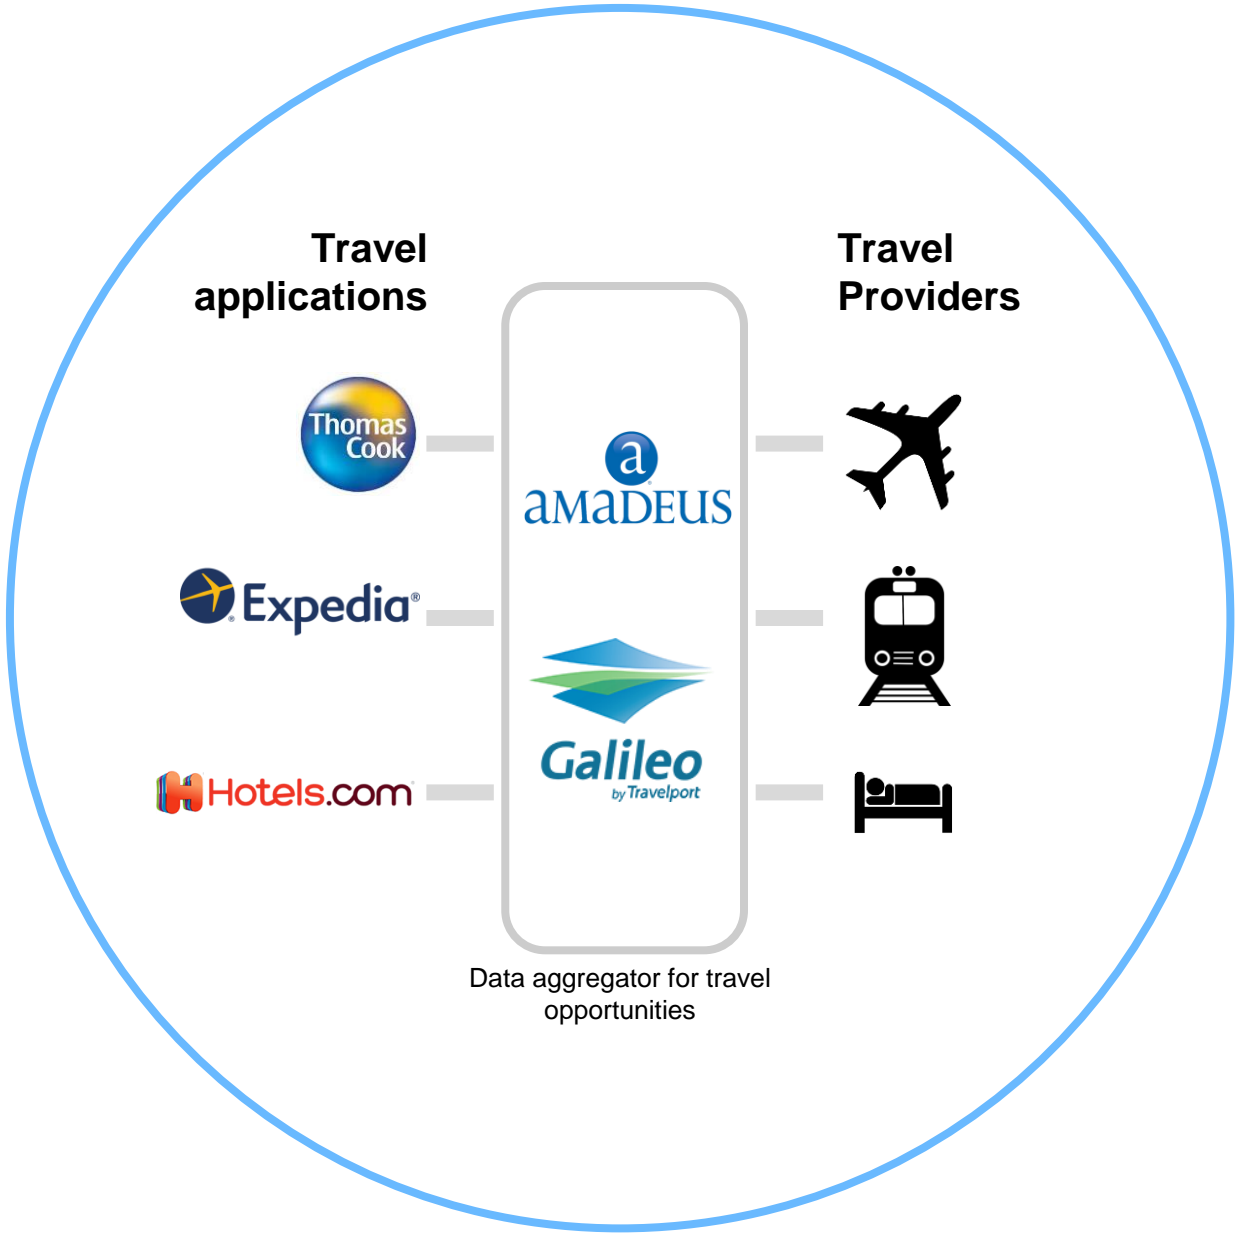 Travel
applications
Travel
Providers
Thomas
Cook
a
amadeus
Expedia®
Galileo
by Travelport
H Hotels.com
Data aggregator for travel
opportunities